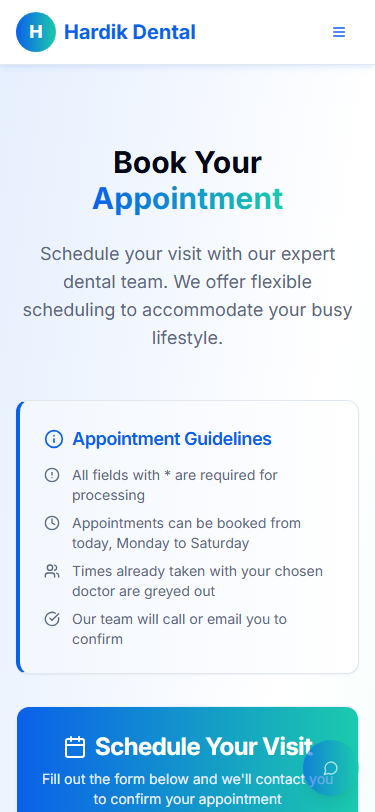 H Hardik Dental
Book Your
Appointment
Schedule your visit with our expert
dental team. We offer flexible
scheduling to accommodate your busy
lifestyle.
Appointment Guidelines
All fields with * are required for
processing
Appointments can be booked from
today, Monday to Saturday
Times already taken with your chosen
doctor are greyed out
Our team will call or email you to
confirm
Schedule Your Visit
Fill out the form below and we'll contact you
to confirm your appointment